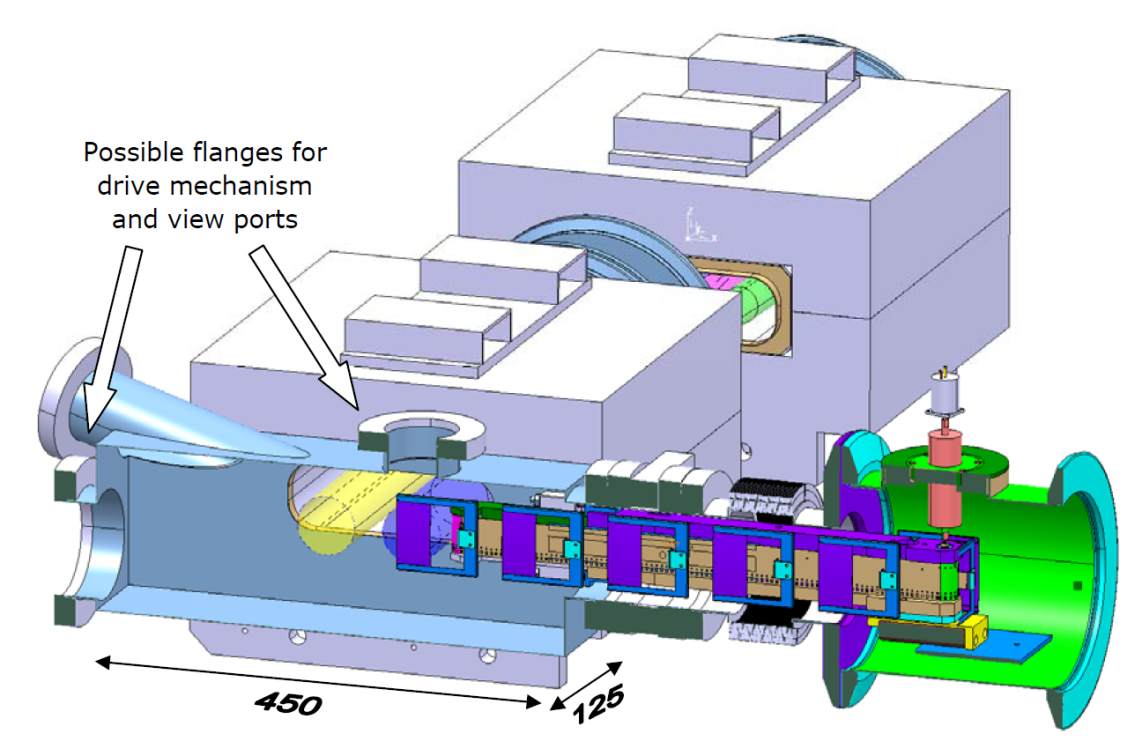 Possible flanges for
drive mechanism
and view ports
Z
X
450
125